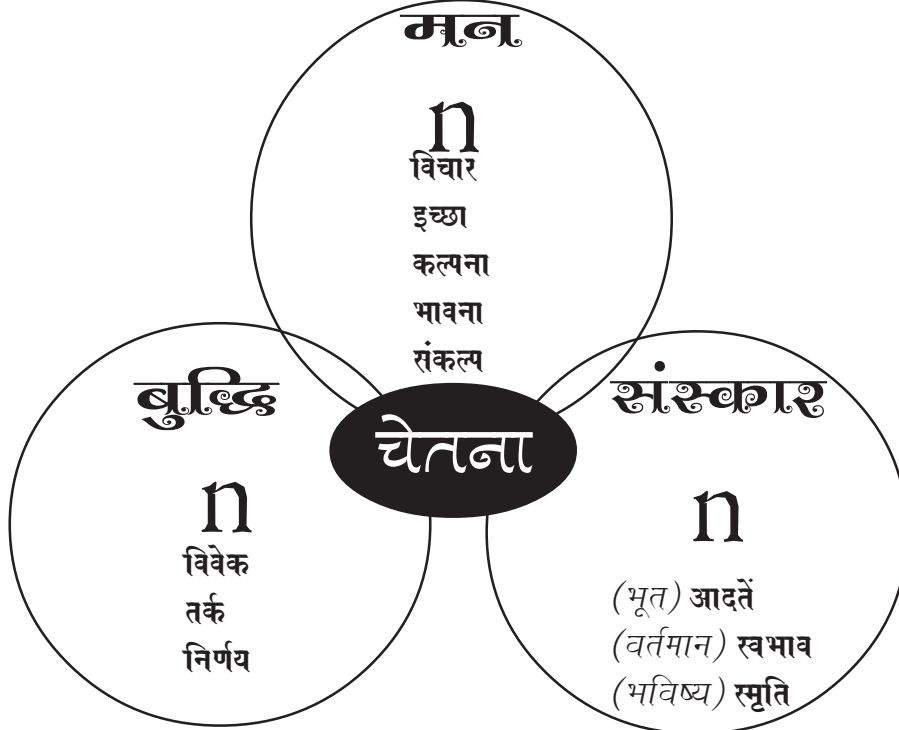 मन
n
विचार
इच्छा
कल्पना
भावना
संकल्प
चेतना
बुद्धि
n
विवेक
तर्क
निर्णय
संस्कार
n
(भूत) आदतें
(वर्तमान) स्वभाव
(भविष्य) स्मृति